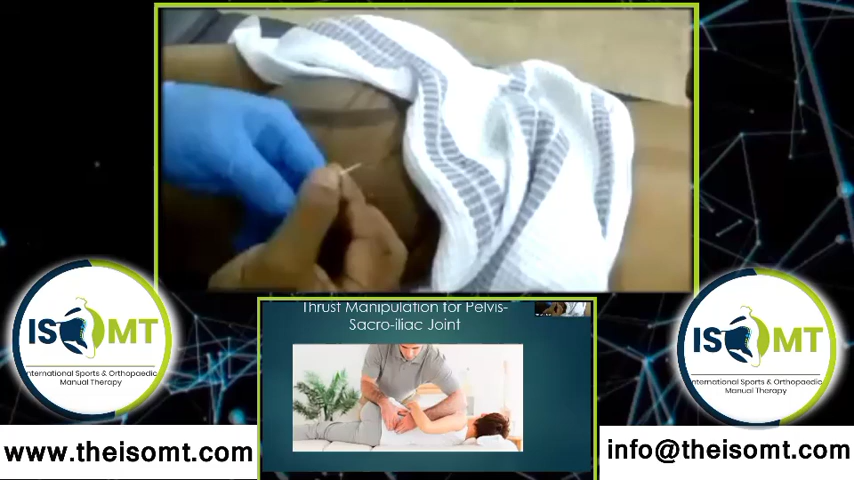 Thrust Manipulation for Pelvis-
Sacro-iliac Joint
ISOMT
International Sports & Orthopaedic
Manual Therapy
ISOMT
International Sports & Orthopaedic
Manual Therapy
www.theisomt.com
info@theisomt.com